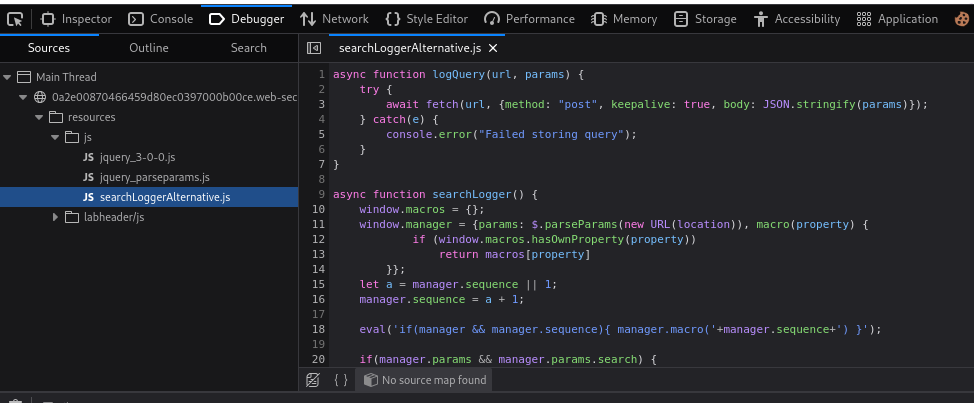 Inspector Console Debugger Network Style Editor Performance Memory Storage Accessibility Application
Sources Outline Search
Main Thread
0a2e00870466459d80ec0397000b00ce.web-sec
resources
js
JS jquery_3-0-0.js
JS jquery_parseparams.js
JS searchLoggerAlternative.js
labheader/js
searchLoggerAlternative.js
1 async function logQuery(url, params) {
2     try {
3         await fetch(url, {method: "post", keepalive: true, body: JSON.stringify(params)});
4     } catch(e) {
5         console.error("Failed storing query");
6     }
7 }
8
9 async function searchLogger() {
10     window.macros = {};
11     window.manager = {params: $.parseParams(new URL(location)), macro(property) {
12             if (window.macros.hasOwnProperty(property))
13                 return macros[property]
14         }};
15     let a = manager.sequence || 1;
16     manager.sequence = a + 1;
17
18     eval('if(manager && manager.sequence){ manager.macro('+manager.sequence+') }');
19
20     if(manager.params && manager.params.search) {
{ } No source map found